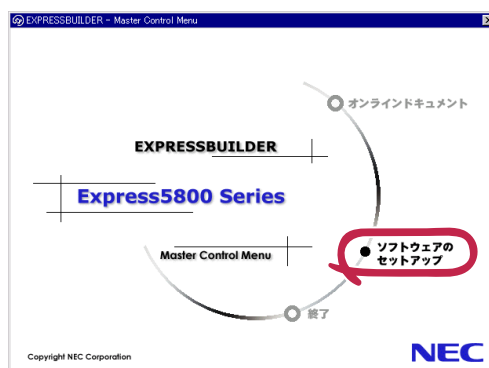 EXPRESSBUILDER - Master Control Menu
オンラインドキュメント
EXPRESSBUILDER
Express5800 Series
ソフトウェアの
セットアップ
Master Control Menu
終了
Copyright NEC Corporation
NEC